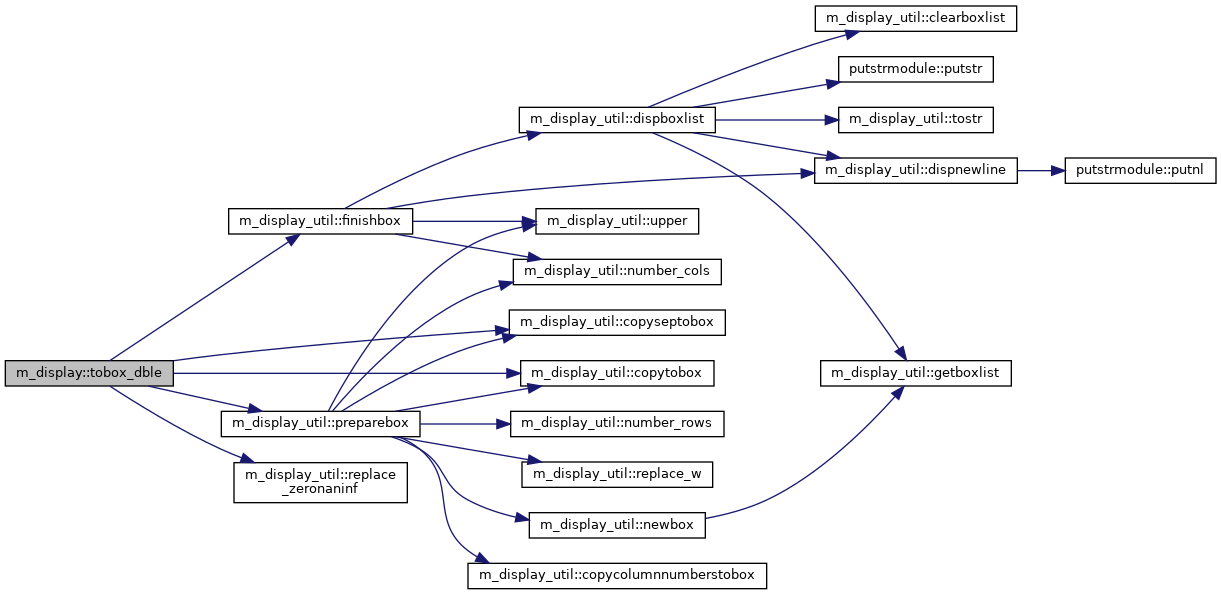 m_display_util::clearboxlist
putstrmodule::putstr
m_display_util::dispboxlist
m_display_util::tostr
m_display_util::dispnewline
putstrmodule::putnl
m_display_util::finishbox
m_display_util::upper
m_display_util::number_cols
m_display_util::copyseptobox
m_display::tobox_dble
m_display_util::copytobox
m_display_util::getboxlist
m_display_util::preparebox
m_display_util::number_rows
m_display_util::replace
_zeronaninf
m_display_util::replace_w
m_display_util::newbox
m_display_util::copycolumnnumberstobox